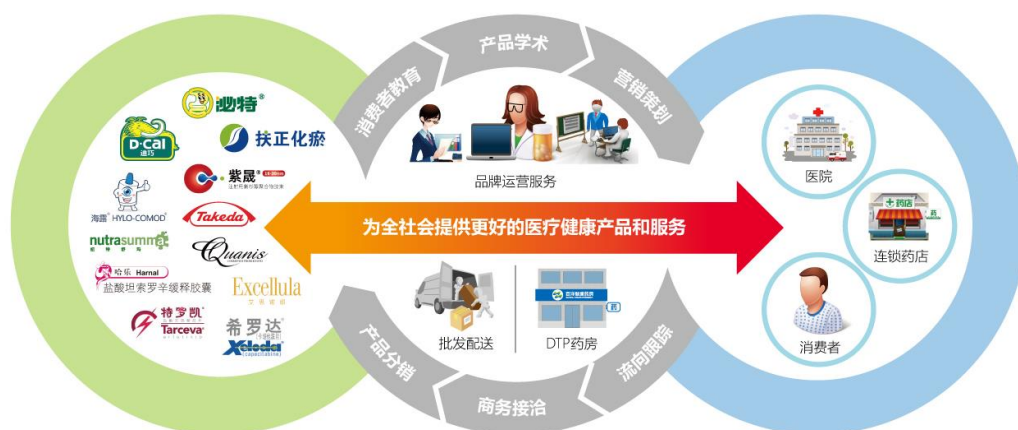 消费者教育
产品学术
营销策划
泌特®
D·Cal
迪巧
扶正化瘀
紫晟®
海露® HYLO-COMOD®
Takeda
nutrasumma
Quanis
哈乐 Harnal
盐酸坦索罗辛缓释胶囊
Excellula
特罗凯
Tarceva
希罗达
Xeloda
(capecitabine)
品牌运营服务
为全社会提供更好的医疗健康产品和服务
批发配送
DTP药房
药
产品分销
商务接洽
流向跟踪
医院
药店
药
连锁药店
消费者